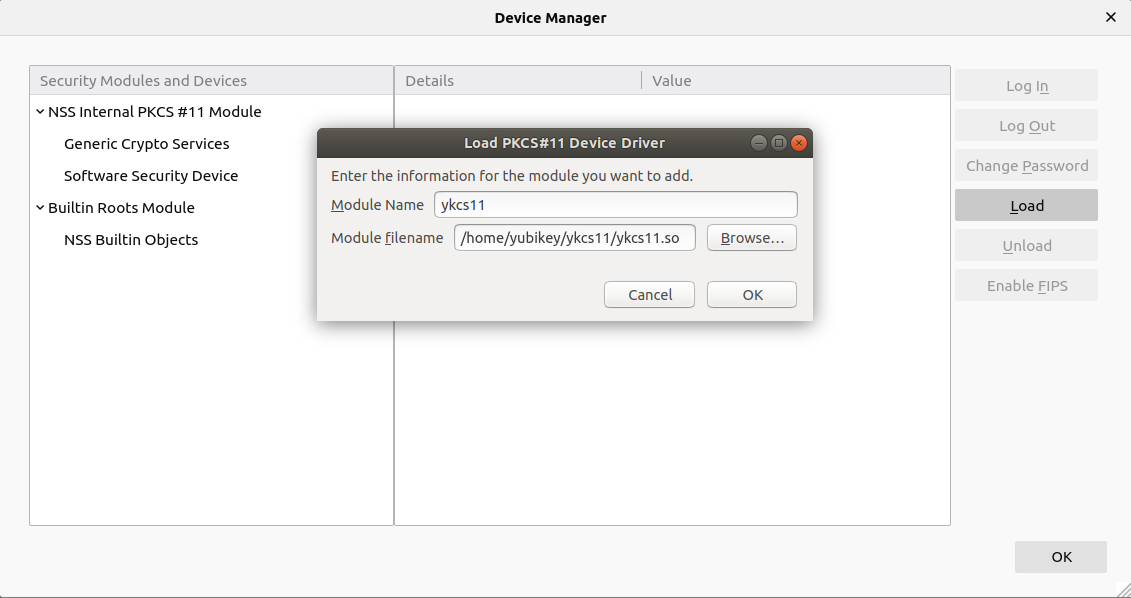 Device Manager
Security Modules and Devices
Details
Value
NSS Internal PKCS #11 Module
Generic Crypto Services
Software Security Device
Builtin Roots Module
NSS Builtin Objects
Load PKCS#11 Device Driver
Enter the information for the module you want to add.
Module Name ykcs11
Module filename /home/yubikey/ykcs11/ykcs11.so Browse...
Cancel OK
Log In
Log Out
Change Password
Load
Unload
Enable FIPS
OK